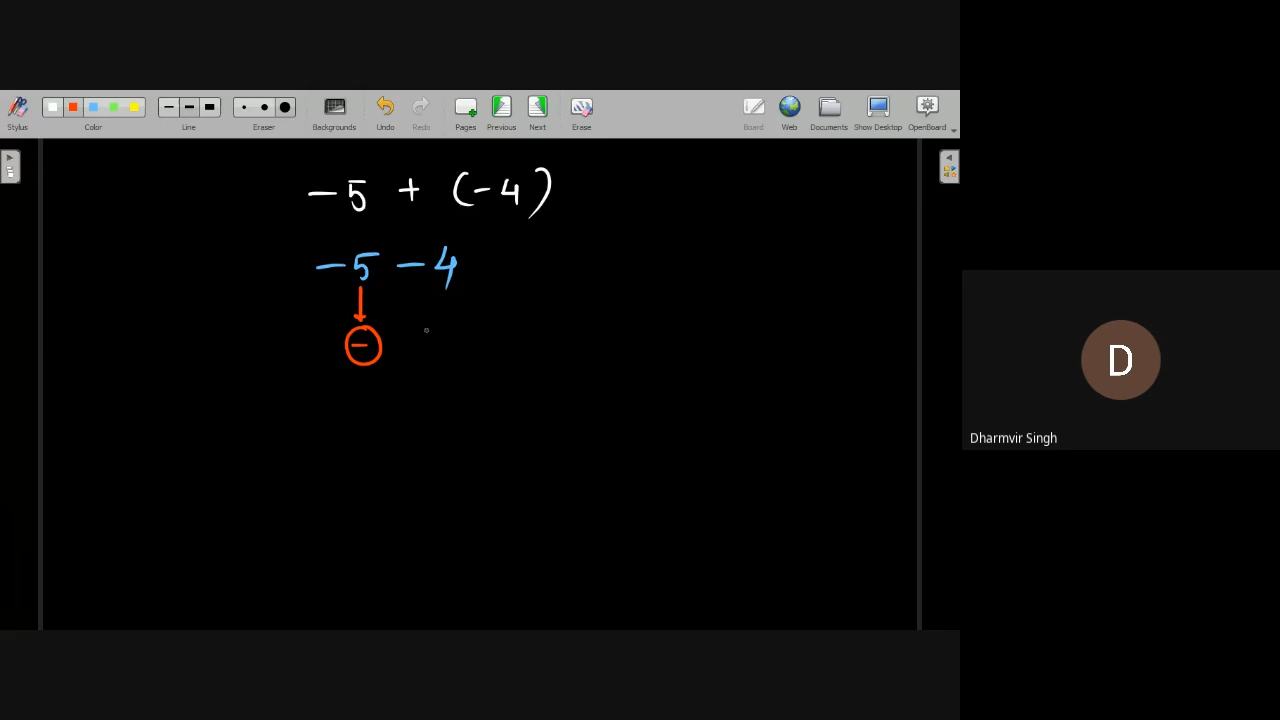 Stylus Color Line Eraser Backgrounds Undo Redo Pages Previous Next Erase Board Web Documents Show Desktop OpenBoard
-5 + (-4)
-5 -4
-
D
Dharmvir Singh